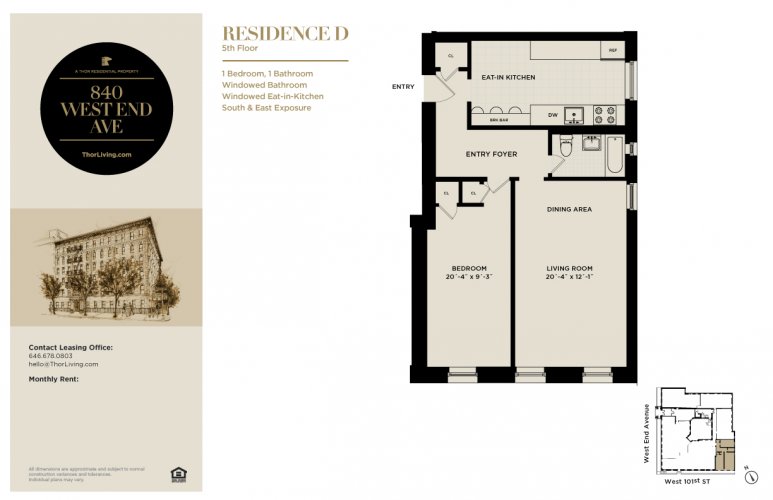 A THOR RESIDENTIAL PROPERTY
840
WEST END
AVE
ThorLiving.com
Contact Leasing Office:
646.678.0803
hello@ThorLiving.com
Monthly Rent:
All dimensions are approximate and subject to normal
construction variances and tolerances.
Individual plans may vary.
RESIDENCE D
5th Floor
1 Bedroom, 1 Bathroom
Windowed Bathroom
Windowed Eat-in-Kitchen
South & East Exposure
CL
REF
EAT-IN KITCHEN
ENTRY
BRK.BAR
DW
ENTRY FOYER
CL
CL
DINING AREA
BEDROOM
20'-4" x 9'-3"
LIVING ROOM
20'-4" x 12'-1"
West End Avenue
West 101ST ST
N